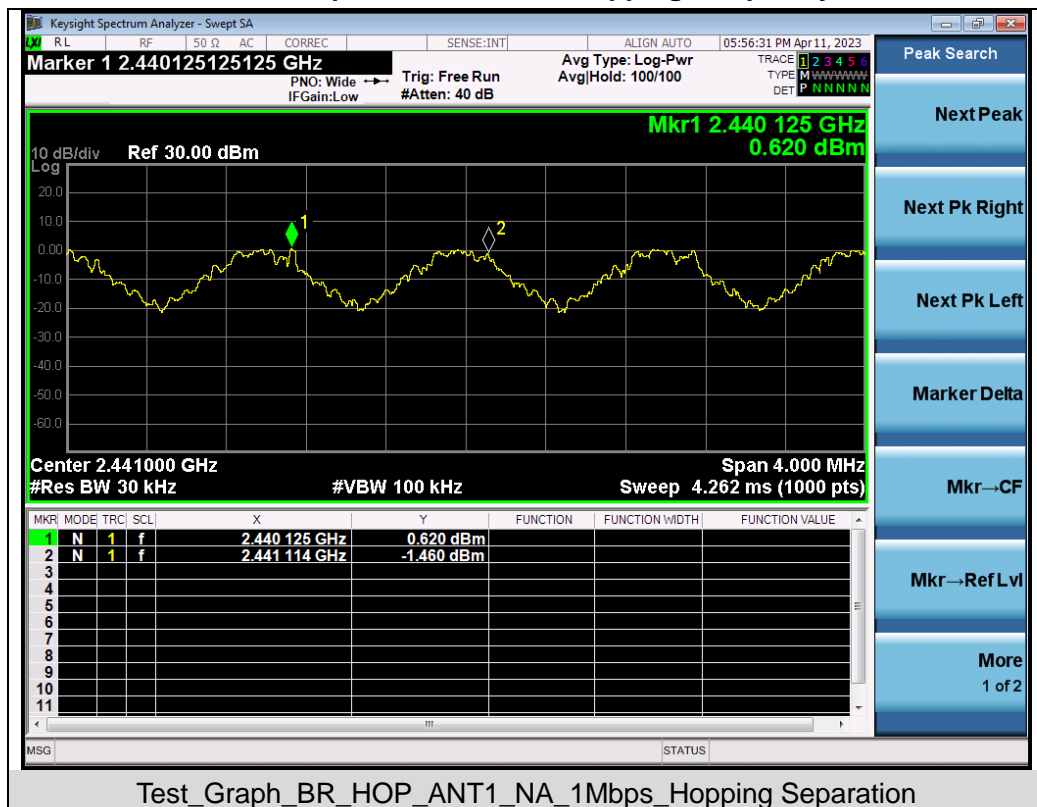 Keysight Spectrum Analyzer - Swept SA
LXI RL RF 50 Ω AC CORREC SENSE:INT ALIGN AUTO 05:56:31 PM Apr 11, 2023
Marker 1 2.440125125125 GHz
PNO: Wide
IFGain:Low
Trig: Free Run
#Atten: 40 dB
Avg Type: Log-Pwr
Avg|Hold: 100/100
TRACE 1 2 3 4 5 6
TYPE M WWWWW
DET P N N N N N
Mkr1 2.440 125 GHz
0.620 dBm
10 dB/div Ref 30.00 dBm
Log
20.0
10.0
0.00
-10.0
-20.0
-30.0
-40.0
-50.0
-60.0
1
2
Center 2.441000 GHz Span 4.000 MHz
#Res BW 30 kHz #VBW 100 kHz Sweep 4.262 ms (1000 pts)
MKR MODE TRC SCL X Y FUNCTION FUNCTION WIDTH FUNCTION VALUE
1 N 1 f 2.440 125 GHz 0.620 dBm
2 N 1 f 2.441 114 GHz -1.460 dBm
3
4
5
6
7
8
9
10
11
MSG STATUS
Peak Search
Next Peak
Next Pk Right
Next Pk Left
Marker Delta
Mkr→CF
Mkr→Ref Lvl
More
1 of 2
Test_Graph_BR_HOP_ANT1_NA_1Mbps_Hopping Separation